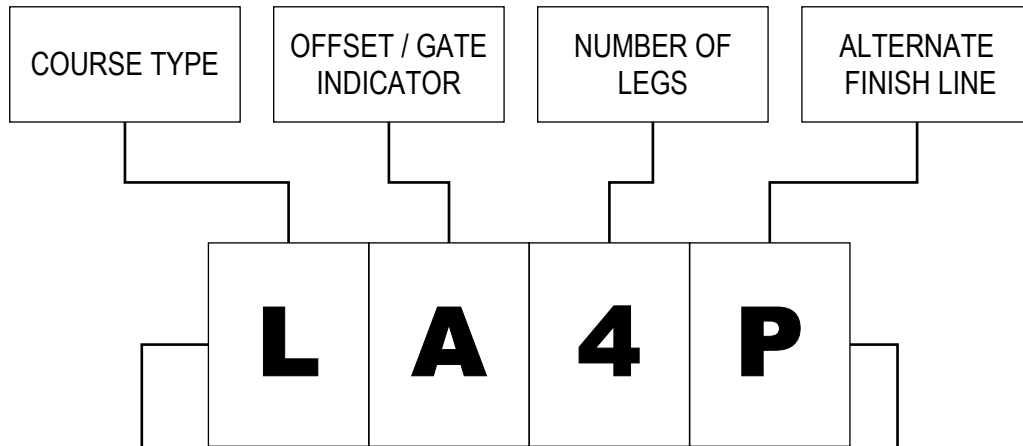 COURSE TYPE
OFFSET / GATE
INDICATOR
NUMBER OF
LEGS
ALTERNATE
FINISH LINE
L A 4 P